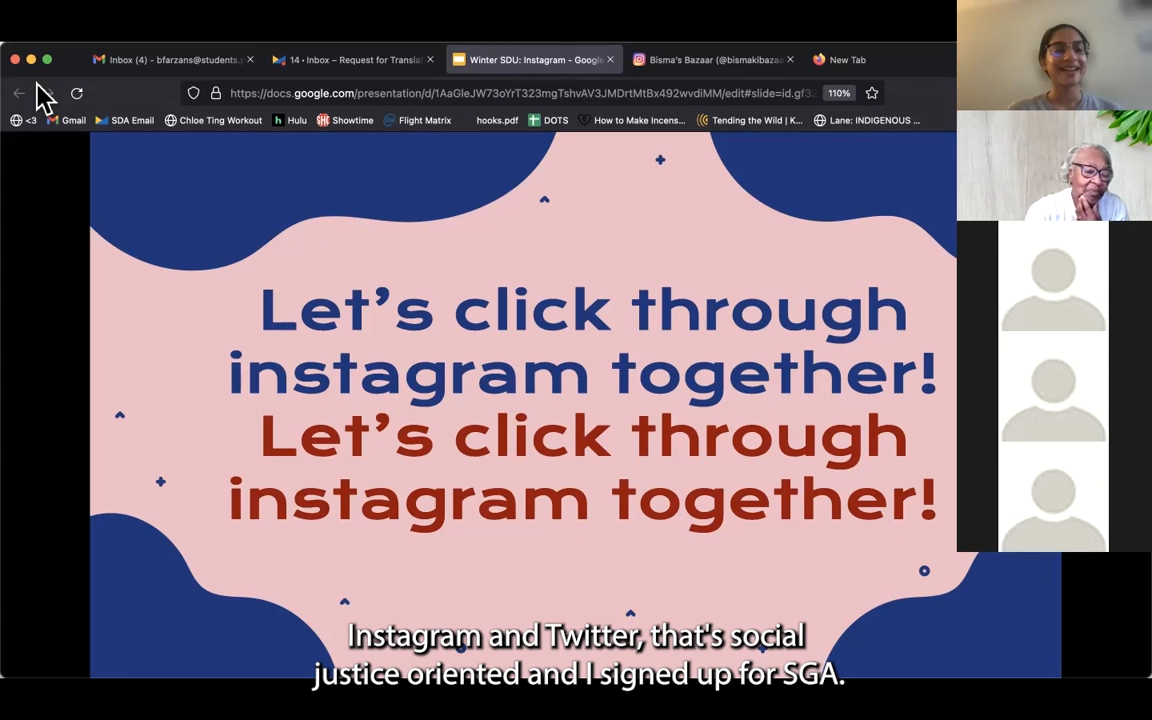 Inbox (4) - bfarzans@students.
14 · Inbox – Request for Transla
Winter SDU: Instagram - Google
Bisma's Bazaar (@bismakibazaa
New Tab
https://docs.google.com/presentation/d/1AaGleJW73oYrT323mgTshvAV3JMDrtMtBx492wvdiMM/edit#slide=id.gf32
110%
<3
Gmail
SDA Email
Chloe Ting Workout
Hulu
Showtime
Flight Matrix
hooks.pdf
DOTS
How to Make Incens...
Tending the Wild | K...
Lane: INDIGENOUS ...
Let's click through
instagram together!
Let's click through
instagram together!
Instagram and Twitter, that's social
justice oriented and I signed up for SGA.